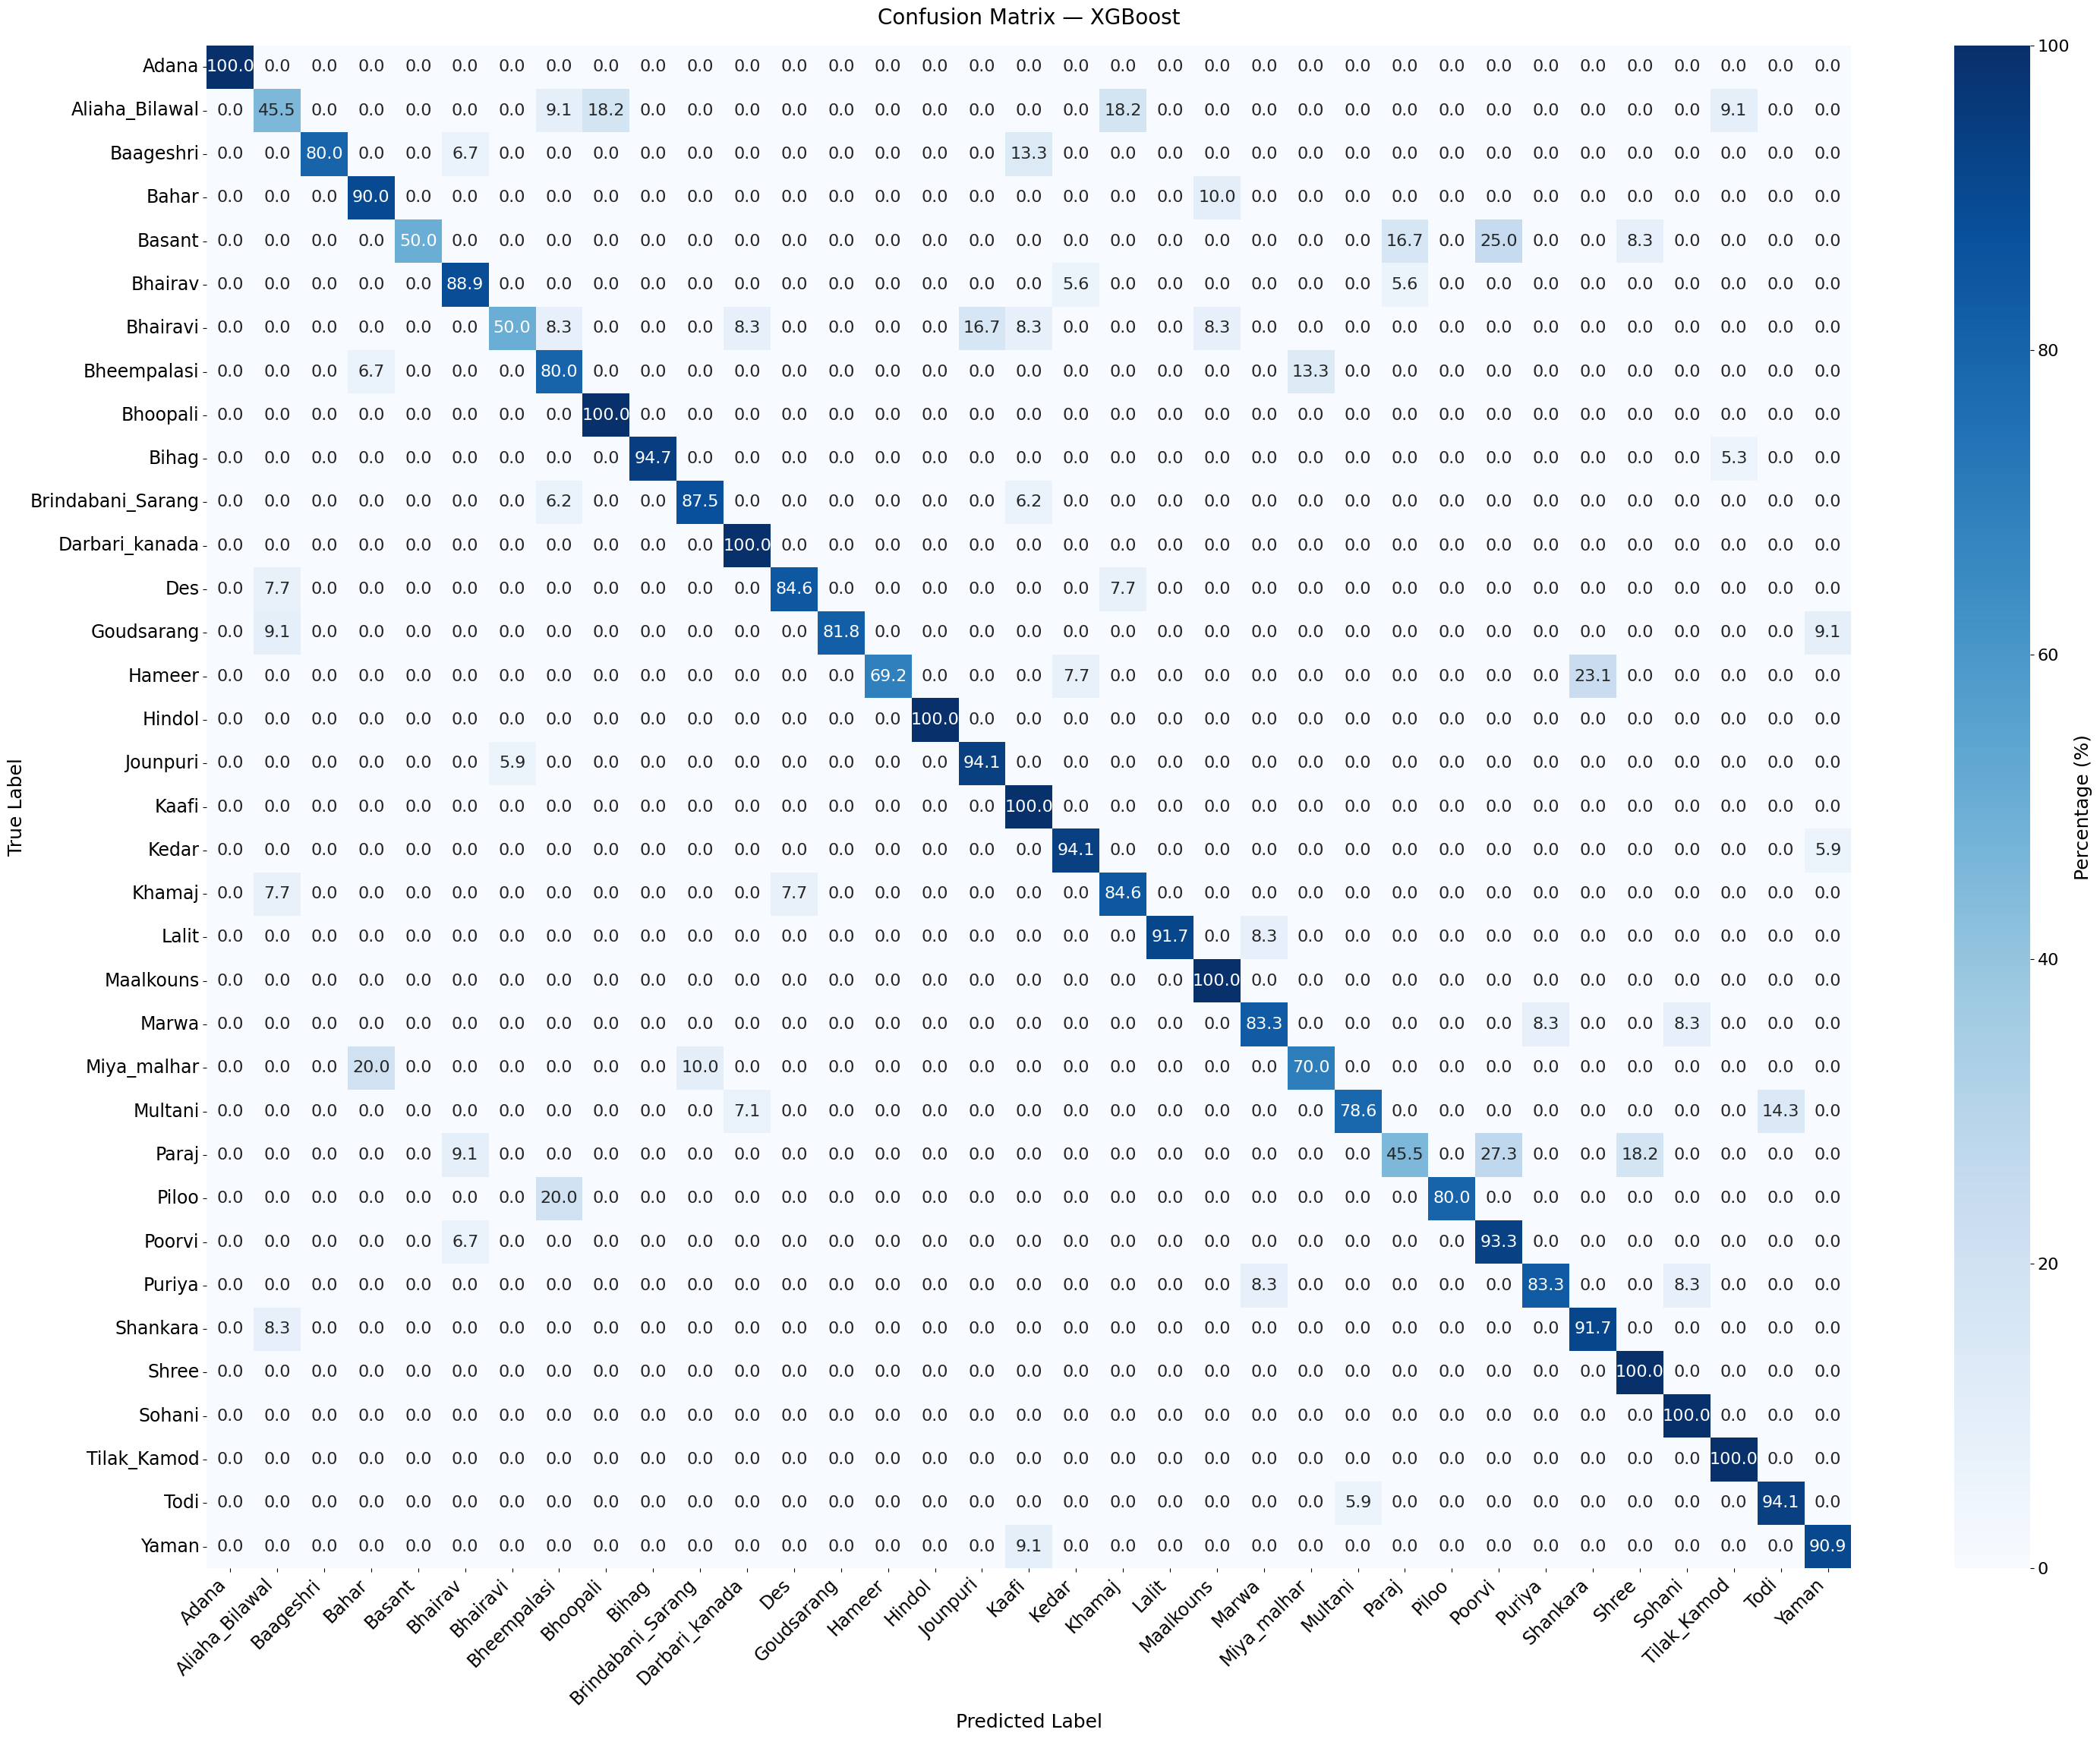 Confusion Matrix — XGBoost
Adana 100.0 0.0 0.0 0.0 0.0 0.0 0.0 0.0 0.0 0.0 0.0 0.0 0.0 0.0 0.0 0.0 0.0 0.0 0.0 0.0 0.0 0.0 0.0 0.0 0.0 0.0 0.0 0.0 0.0 0.0 0.0 0.0 0.0 0.0 0.0
Aliaha_Bilawal 0.0 45.5 0.0 0.0 0.0 0.0 0.0 9.1 18.2 0.0 0.0 0.0 0.0 0.0 0.0 0.0 0.0 0.0 0.0 18.2 0.0 0.0 0.0 0.0 0.0 0.0 0.0 0.0 0.0 0.0 0.0 0.0 9.1 0.0 0.0
Baageshri 0.0 0.0 80.0 0.0 0.0 6.7 0.0 0.0 0.0 0.0 0.0 0.0 0.0 0.0 0.0 0.0 0.0 13.3 0.0 0.0 0.0 0.0 0.0 0.0 0.0 0.0 0.0 0.0 0.0 0.0 0.0 0.0 0.0 0.0 0.0
Bahar 0.0 0.0 0.0 90.0 0.0 0.0 0.0 0.0 0.0 0.0 0.0 0.0 0.0 0.0 0.0 0.0 0.0 0.0 0.0 0.0 0.0 10.0 0.0 0.0 0.0 0.0 0.0 0.0 0.0 0.0 0.0 0.0 0.0 0.0 0.0
Basant 0.0 0.0 0.0 0.0 50.0 0.0 0.0 0.0 0.0 0.0 0.0 0.0 0.0 0.0 0.0 0.0 0.0 0.0 0.0 0.0 0.0 0.0 0.0 0.0 0.0 16.7 0.0 25.0 0.0 0.0 8.3 0.0 0.0 0.0 0.0
Bhairav 0.0 0.0 0.0 0.0 0.0 88.9 0.0 0.0 0.0 0.0 0.0 0.0 0.0 0.0 0.0 0.0 0.0 0.0 5.6 0.0 0.0 0.0 0.0 0.0 0.0 5.6 0.0 0.0 0.0 0.0 0.0 0.0 0.0 0.0 0.0
Bhairavi 0.0 0.0 0.0 0.0 0.0 0.0 50.0 8.3 0.0 0.0 0.0 8.3 0.0 0.0 0.0 0.0 16.7 8.3 0.0 0.0 0.0 8.3 0.0 0.0 0.0 0.0 0.0 0.0 0.0 0.0 0.0 0.0 0.0 0.0 0.0
Bheempalasi 0.0 0.0 0.0 6.7 0.0 0.0 0.0 80.0 0.0 0.0 0.0 0.0 0.0 0.0 0.0 0.0 0.0 0.0 0.0 0.0 0.0 0.0 0.0 13.3 0.0 0.0 0.0 0.0 0.0 0.0 0.0 0.0 0.0 0.0 0.0
Bhoopali 0.0 0.0 0.0 0.0 0.0 0.0 0.0 0.0 100.0 0.0 0.0 0.0 0.0 0.0 0.0 0.0 0.0 0.0 0.0 0.0 0.0 0.0 0.0 0.0 0.0 0.0 0.0 0.0 0.0 0.0 0.0 0.0 0.0 0.0 0.0
Bihag 0.0 0.0 0.0 0.0 0.0 0.0 0.0 0.0 0.0 94.7 0.0 0.0 0.0 0.0 0.0 0.0 0.0 0.0 0.0 0.0 0.0 0.0 0.0 0.0 0.0 0.0 0.0 0.0 0.0 0.0 0.0 0.0 5.3 0.0 0.0
Brindabani_Sarang 0.0 0.0 0.0 0.0 0.0 0.0 0.0 6.2 0.0 0.0 87.5 0.0 0.0 0.0 0.0 0.0 0.0 6.2 0.0 0.0 0.0 0.0 0.0 0.0 0.0 0.0 0.0 0.0 0.0 0.0 0.0 0.0 0.0 0.0 0.0
Darbari_kanada 0.0 0.0 0.0 0.0 0.0 0.0 0.0 0.0 0.0 0.0 0.0 100.0 0.0 0.0 0.0 0.0 0.0 0.0 0.0 0.0 0.0 0.0 0.0 0.0 0.0 0.0 0.0 0.0 0.0 0.0 0.0 0.0 0.0 0.0 0.0
Des 0.0 7.7 0.0 0.0 0.0 0.0 0.0 0.0 0.0 0.0 0.0 0.0 84.6 0.0 0.0 0.0 0.0 0.0 0.0 7.7 0.0 0.0 0.0 0.0 0.0 0.0 0.0 0.0 0.0 0.0 0.0 0.0 0.0 0.0 0.0
Goudsarang 0.0 9.1 0.0 0.0 0.0 0.0 0.0 0.0 0.0 0.0 0.0 0.0 0.0 81.8 0.0 0.0 0.0 0.0 0.0 0.0 0.0 0.0 0.0 0.0 0.0 0.0 0.0 0.0 0.0 0.0 0.0 0.0 0.0 0.0 9.1
Hameer 0.0 0.0 0.0 0.0 0.0 0.0 0.0 0.0 0.0 0.0 0.0 0.0 0.0 0.0 69.2 0.0 0.0 0.0 7.7 0.0 0.0 0.0 0.0 0.0 0.0 0.0 0.0 0.0 0.0 23.1 0.0 0.0 0.0 0.0 0.0
Hindol 0.0 0.0 0.0 0.0 0.0 0.0 0.0 0.0 0.0 0.0 0.0 0.0 0.0 0.0 0.0 100.0 0.0 0.0 0.0 0.0 0.0 0.0 0.0 0.0 0.0 0.0 0.0 0.0 0.0 0.0 0.0 0.0 0.0 0.0 0.0
Jounpuri 0.0 0.0 0.0 0.0 0.0 0.0 5.9 0.0 0.0 0.0 0.0 0.0 0.0 0.0 0.0 0.0 94.1 0.0 0.0 0.0 0.0 0.0 0.0 0.0 0.0 0.0 0.0 0.0 0.0 0.0 0.0 0.0 0.0 0.0 0.0
Kaafi 0.0 0.0 0.0 0.0 0.0 0.0 0.0 0.0 0.0 0.0 0.0 0.0 0.0 0.0 0.0 0.0 0.0 100.0 0.0 0.0 0.0 0.0 0.0 0.0 0.0 0.0 0.0 0.0 0.0 0.0 0.0 0.0 0.0 0.0 0.0
Kedar 0.0 0.0 0.0 0.0 0.0 0.0 0.0 0.0 0.0 0.0 0.0 0.0 0.0 0.0 0.0 0.0 0.0 0.0 94.1 0.0 0.0 0.0 0.0 0.0 0.0 0.0 0.0 0.0 0.0 0.0 0.0 0.0 0.0 0.0 5.9
Khamaj 0.0 7.7 0.0 0.0 0.0 0.0 0.0 0.0 0.0 0.0 0.0 0.0 7.7 0.0 0.0 0.0 0.0 0.0 0.0 84.6 0.0 0.0 0.0 0.0 0.0 0.0 0.0 0.0 0.0 0.0 0.0 0.0 0.0 0.0 0.0
Lalit 0.0 0.0 0.0 0.0 0.0 0.0 0.0 0.0 0.0 0.0 0.0 0.0 0.0 0.0 0.0 0.0 0.0 0.0 0.0 0.0 91.7 0.0 8.3 0.0 0.0 0.0 0.0 0.0 0.0 0.0 0.0 0.0 0.0 0.0 0.0
Maalkouns 0.0 0.0 0.0 0.0 0.0 0.0 0.0 0.0 0.0 0.0 0.0 0.0 0.0 0.0 0.0 0.0 0.0 0.0 0.0 0.0 0.0 100.0 0.0 0.0 0.0 0.0 0.0 0.0 0.0 0.0 0.0 0.0 0.0 0.0 0.0
Marwa 0.0 0.0 0.0 0.0 0.0 0.0 0.0 0.0 0.0 0.0 0.0 0.0 0.0 0.0 0.0 0.0 0.0 0.0 0.0 0.0 0.0 0.0 83.3 0.0 0.0 0.0 0.0 0.0 8.3 0.0 0.0 8.3 0.0 0.0 0.0
Miya_malhar 0.0 0.0 0.0 20.0 0.0 0.0 0.0 0.0 0.0 0.0 10.0 0.0 0.0 0.0 0.0 0.0 0.0 0.0 0.0 0.0 0.0 0.0 0.0 70.0 0.0 0.0 0.0 0.0 0.0 0.0 0.0 0.0 0.0 0.0 0.0
Multani 0.0 0.0 0.0 0.0 0.0 0.0 0.0 0.0 0.0 0.0 0.0 7.1 0.0 0.0 0.0 0.0 0.0 0.0 0.0 0.0 0.0 0.0 0.0 0.0 78.6 0.0 0.0 0.0 0.0 0.0 0.0 0.0 0.0 14.3 0.0
Paraj 0.0 0.0 0.0 0.0 0.0 9.1 0.0 0.0 0.0 0.0 0.0 0.0 0.0 0.0 0.0 0.0 0.0 0.0 0.0 0.0 0.0 0.0 0.0 0.0 0.0 45.5 0.0 27.3 0.0 0.0 18.2 0.0 0.0 0.0 0.0
Piloo 0.0 0.0 0.0 0.0 0.0 0.0 0.0 20.0 0.0 0.0 0.0 0.0 0.0 0.0 0.0 0.0 0.0 0.0 0.0 0.0 0.0 0.0 0.0 0.0 0.0 0.0 80.0 0.0 0.0 0.0 0.0 0.0 0.0 0.0 0.0
Poorvi 0.0 0.0 0.0 0.0 0.0 6.7 0.0 0.0 0.0 0.0 0.0 0.0 0.0 0.0 0.0 0.0 0.0 0.0 0.0 0.0 0.0 0.0 0.0 0.0 0.0 0.0 0.0 93.3 0.0 0.0 0.0 0.0 0.0 0.0 0.0
Puriya 0.0 0.0 0.0 0.0 0.0 0.0 0.0 0.0 0.0 0.0 0.0 0.0 0.0 0.0 0.0 0.0 0.0 0.0 0.0 0.0 0.0 0.0 8.3 0.0 0.0 0.0 0.0 0.0 83.3 0.0 0.0 8.3 0.0 0.0 0.0
Shankara 0.0 8.3 0.0 0.0 0.0 0.0 0.0 0.0 0.0 0.0 0.0 0.0 0.0 0.0 0.0 0.0 0.0 0.0 0.0 0.0 0.0 0.0 0.0 0.0 0.0 0.0 0.0 0.0 0.0 91.7 0.0 0.0 0.0 0.0 0.0
Shree 0.0 0.0 0.0 0.0 0.0 0.0 0.0 0.0 0.0 0.0 0.0 0.0 0.0 0.0 0.0 0.0 0.0 0.0 0.0 0.0 0.0 0.0 0.0 0.0 0.0 0.0 0.0 0.0 0.0 0.0 100.0 0.0 0.0 0.0 0.0
Sohani 0.0 0.0 0.0 0.0 0.0 0.0 0.0 0.0 0.0 0.0 0.0 0.0 0.0 0.0 0.0 0.0 0.0 0.0 0.0 0.0 0.0 0.0 0.0 0.0 0.0 0.0 0.0 0.0 0.0 0.0 0.0 100.0 0.0 0.0 0.0
Tilak_Kamod 0.0 0.0 0.0 0.0 0.0 0.0 0.0 0.0 0.0 0.0 0.0 0.0 0.0 0.0 0.0 0.0 0.0 0.0 0.0 0.0 0.0 0.0 0.0 0.0 0.0 0.0 0.0 0.0 0.0 0.0 0.0 0.0 100.0 0.0 0.0
Todi 0.0 0.0 0.0 0.0 0.0 0.0 0.0 0.0 0.0 0.0 0.0 0.0 0.0 0.0 0.0 0.0 0.0 0.0 0.0 0.0 0.0 0.0 0.0 0.0 5.9 0.0 0.0 0.0 0.0 0.0 0.0 0.0 0.0 94.1 0.0
Yaman 0.0 0.0 0.0 0.0 0.0 0.0 0.0 0.0 0.0 0.0 0.0 0.0 0.0 0.0 0.0 0.0 0.0 9.1 0.0 0.0 0.0 0.0 0.0 0.0 0.0 0.0 0.0 0.0 0.0 0.0 0.0 0.0 0.0 0.0 90.9
Adana Aliaha_Bilawal Baageshri Bahar Basant Bhairav Bhairavi Bheempalasi Bhoopali Bihag Brindabani_Sarang Darbari_kanada Des Goudsarang Hameer Hindol Jounpuri Kaafi Kedar Khamaj Lalit Maalkouns Marwa Miya_malhar Multani Paraj Piloo Poorvi Puriya Shankara Shree Sohani Tilak_Kamod Todi Yaman
Predicted Label
True Label
100
80
60
40
20
0
Percentage (%)